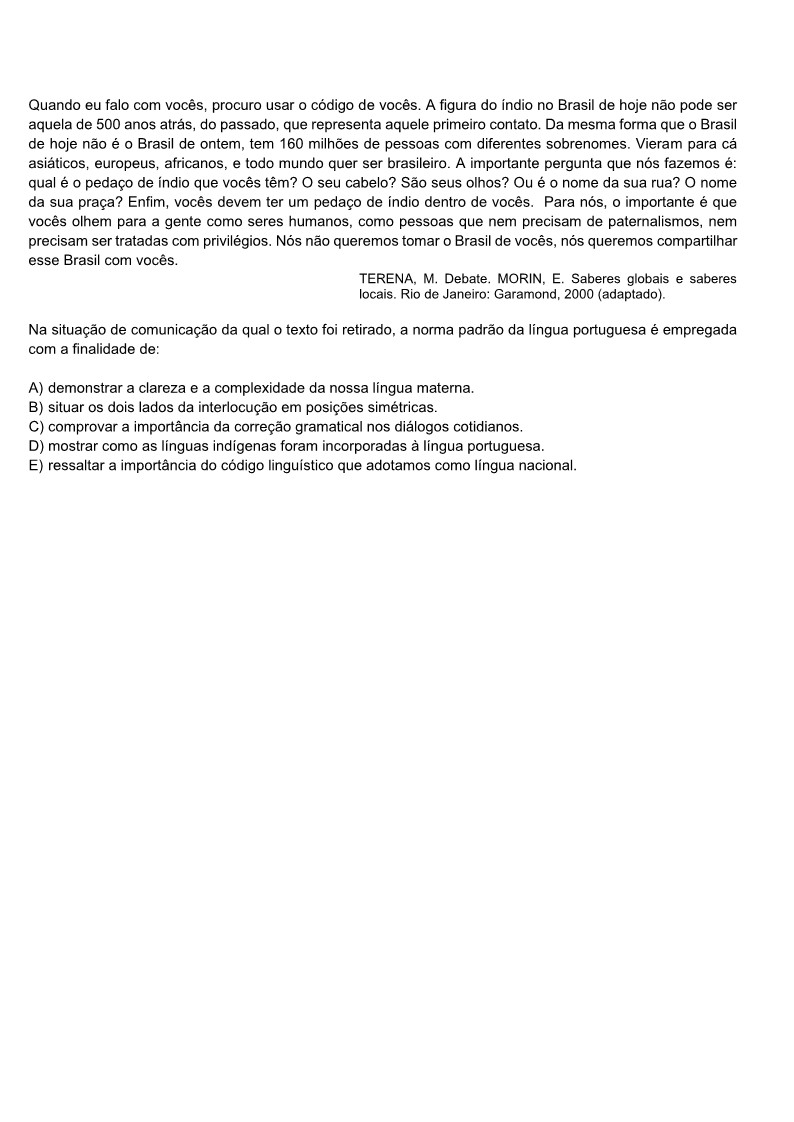 Quando eu falo com vocês, procuro usar o código de vocês. A figura do índio no Brasil de hoje não pode ser
aquela de 500 anos atrás, do passado, que representa aquele primeiro contato. Da mesma forma que o Brasil
de hoje não é o Brasil de ontem, tem 160 milhões de pessoas com diferentes sobrenomes. Vieram para cá
asiáticos, europeus, africanos, e todo mundo quer ser brasileiro. A importante pergunta que nós fazemos é:
qual é o pedaço de índio que vocês têm? O seu cabelo? São seus olhos? Ou é o nome da sua rua? O nome
da sua praça? Enfim, vocês devem ter um pedaço de índio dentro de vocês.  Para nós, o importante é que
vocês olhem para a gente como seres humanos, como pessoas que nem precisam de paternalismos, nem
precisam ser tratadas com privilégios. Nós não queremos tomar o Brasil de vocês, nós queremos compartilhar
esse Brasil com vocês.
TERENA, M. Debate. MORIN, E. Saberes globais e saberes
locais. Rio de Janeiro: Garamond, 2000 (adaptado).
Na situação de comunicação da qual o texto foi retirado, a norma padrão da língua portuguesa é empregada
com a finalidade de:
A) demonstrar a clareza e a complexidade da nossa língua materna.
B) situar os dois lados da interlocução em posições simétricas.
C) comprovar a importância da correção gramatical nos diálogos cotidianos.
D) mostrar como as línguas indígenas foram incorporadas à língua portuguesa.
E) ressaltar a importância do código linguístico que adotamos como língua nacional.